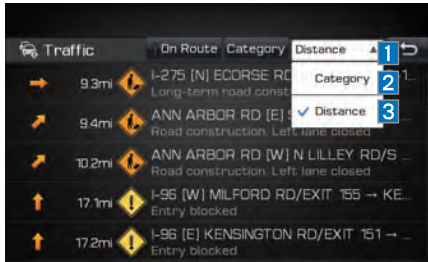 Traffic On Route Category Distance ▲ 1
9.3mi I-275 [N] ECORSE RD
Long-term road const
Category 2
✓ Distance 3
9.4mi ANN ARBOR RD [E]
Road construction. Left lane closed
10.2mi ANN ARBOR RD [W] N LILLEY RD/S ...
Road construction. Left lane closed
17.1mi I-96 [W] MILFORD RD/EXIT 155 → KE...
Entry blocked
17.2mi I-96 [E] KENSINGTON RD/EXIT 151 → ...
Entry blocked